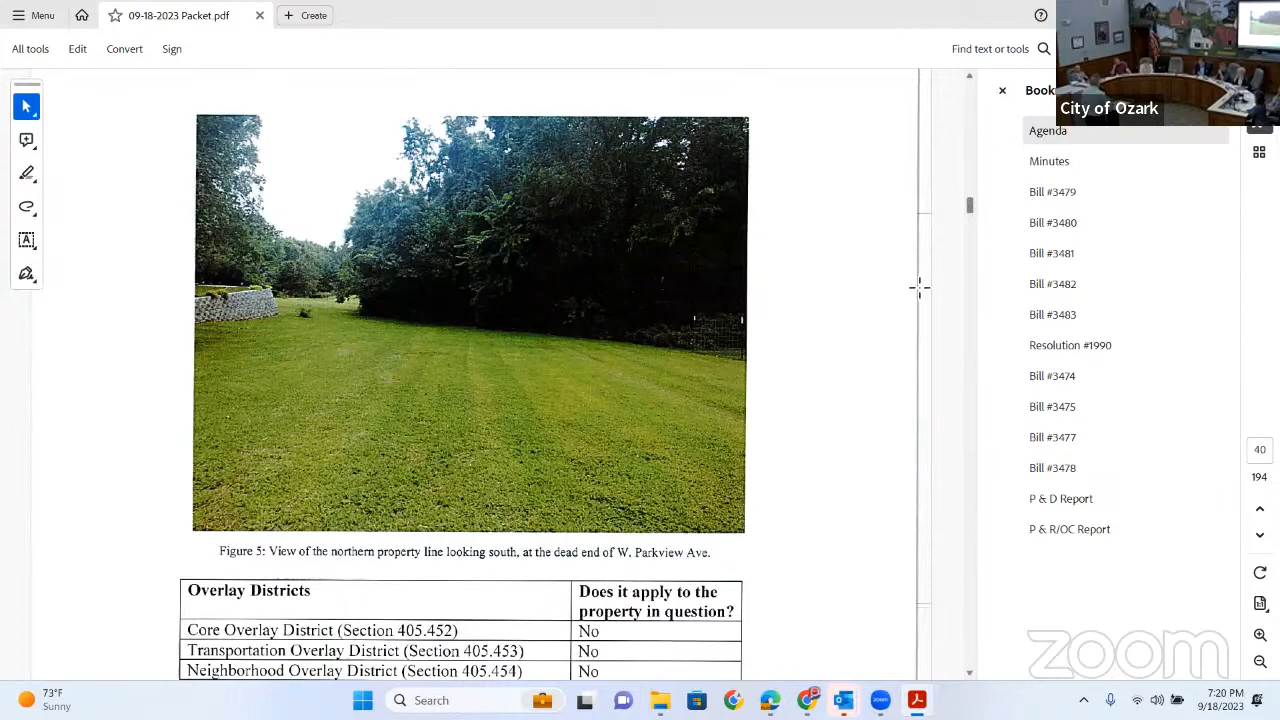 Menu
09-18-2023 Packet.pdf
Create
All tools
Edit
Convert
Sign
Find text or tools
City of Ozark
Book
Agenda
Minutes
Bill #3479
Bill #3480
Bill #3481
Bill #3482
Bill #3483
Resolution #1990
Bill #3474
Bill #3475
Bill #3477
Bill #3478
P & D Report
P & R/OC Report
40
194
Figure 5: View of the northern property line looking south, at the dead end of W. Parkview Ave.
Overlay Districts
Does it apply to the
property in question?
Core Overlay District (Section 405.452)
No
Transportation Overlay District (Section 405.453)
No
Neighborhood Overlay District (Section 405.454)
No
zoom
73°F
Sunny
Search
zoom
7:20 PM
9/18/2023